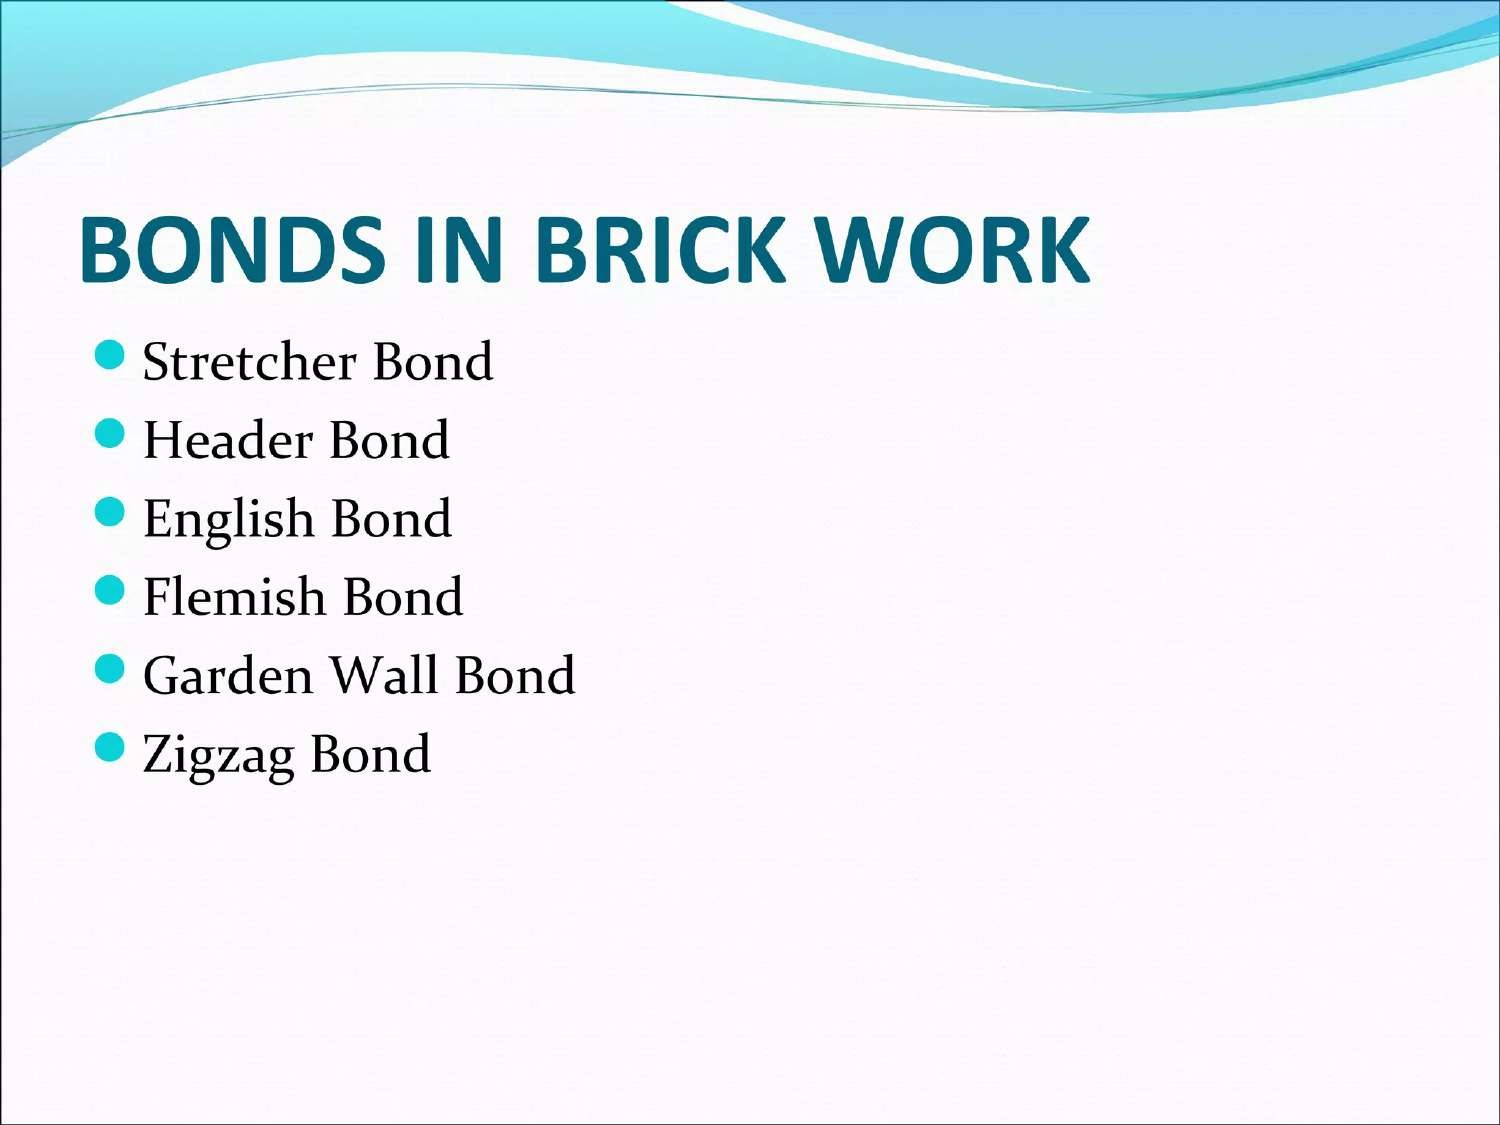 BONDS IN BRICK WORK
Stretcher Bond
Header Bond
English Bond
Flemish Bond
Garden Wall Bond
Zigzag Bond